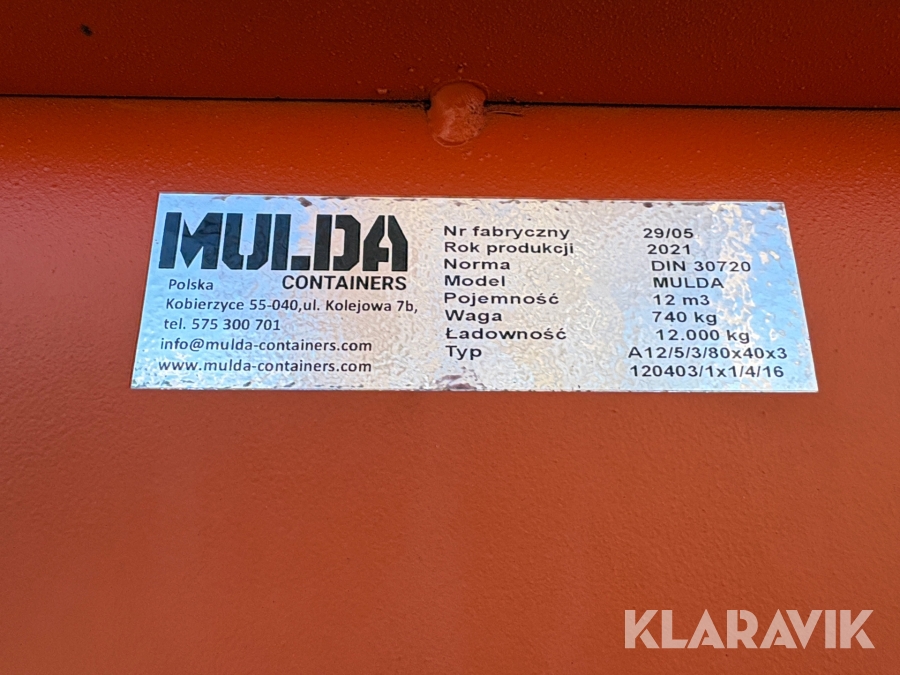 MULDA
CONTAINERS
Polska
Kobierzyce 55-040,ul. Kolejowa 7b,
tel. 575 300 701
info@mulda-containers.com
www.mulda-containers.com
Nr fabryczny 29/05
Rok produkcji 2021
Norma DIN 30720
Model MULDA
Pojemność 12 m3
Waga 740 kg
Ładowność 12.000 kg
Typ A12/5/3/80x40x3
120403/1x1/4/16
KLARAVIK